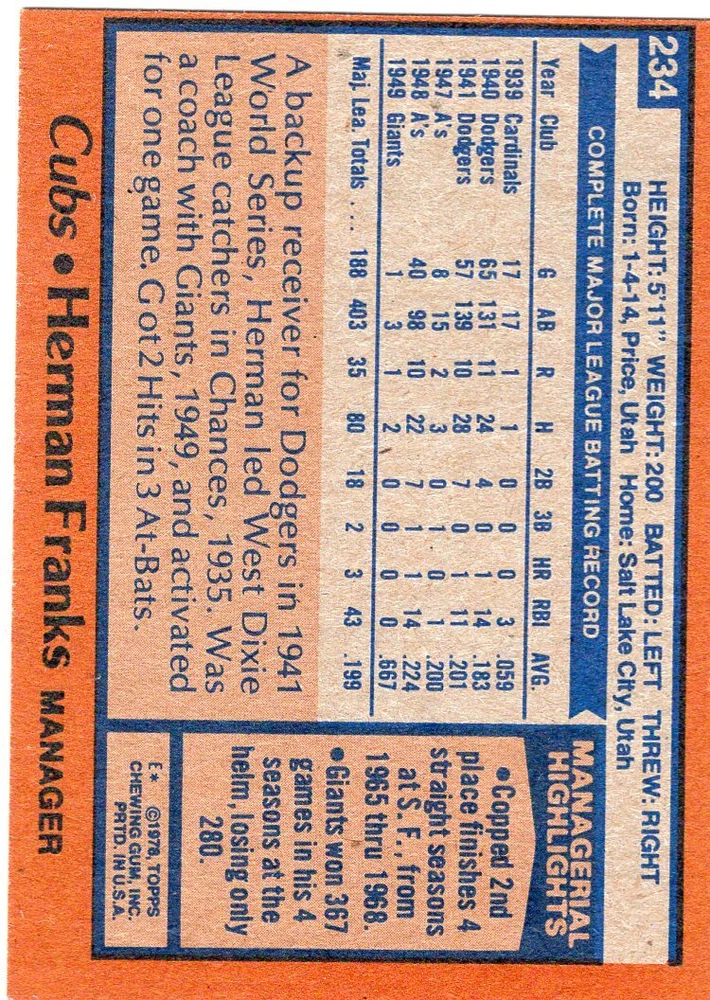 234
HEIGHT: 5'11" WEIGHT: 200 BATTED: LEFT THREW: RIGHT
Born: 1-4-14, Price, Utah Home: Salt Lake City, Utah
COMPLETE MAJOR LEAGUE BATTING RECORD
Year Club G AB R H 2B 3B HR RBI AVG.
1939 Cardinals 17 17 1 1 0 0 0 3 .059
1940 Dodgers 65 131 11 24 4 0 1 14 .183
1941 Dodgers 57 139 10 28 7 0 1 11 .201
1947 A's 8 15 2 3 0 1 0 1 .200
1948 A's 40 98 10 22 7 1 1 14 .224
1949 Giants 1 3 1 2 0 0 0 0 .667
Maj. Lea. Totals .... 188 403 35 80 18 2 3 43 .199
A backup receiver for Dodgers in 1941
World Series, Herman led West Dixie
League catchers in Chances, 1935. Was
a coach with Giants, 1949, and activated
for one game. Got 2 Hits in 3 At-Bats.
MANAGERIAL
HIGHLIGHTS
•Copped 2nd
place finishes 4
straight seasons
at S. F., from
1965 thru 1968.
•Giants won 367
games in his 4
seasons at the
helm, losing only
280.
E* ©1978, TOPPS
CHEWING GUM, INC.
PRTD. IN U.S.A.
Cubs • Herman Franks MANAGER